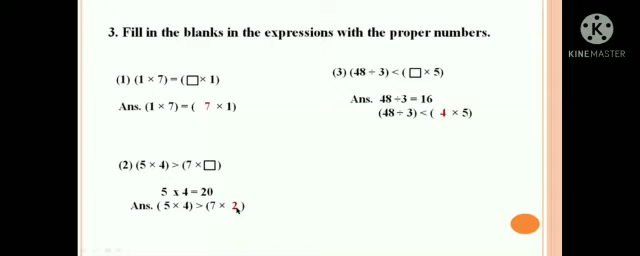 3. Fill in the blanks in the expressions with the proper numbers.
(1) (1 × 7) = (□ × 1)
Ans. (1 × 7) = ( 7 × 1)
(2) (5 × 4) > (7 × □)
5 x 4 = 20
Ans. ( 5 × 4) > (7 × 2 )
(3) (48 ÷ 3) < (□ × 5)
Ans. 48 ÷3 = 16
(48 ÷ 3) < ( 4 × 5)
KINEMASTER